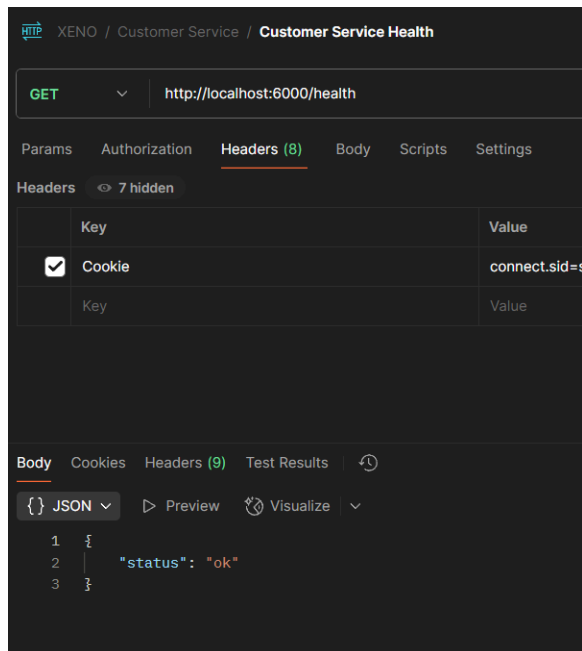 HTTP XENO / Customer Service / Customer Service Health
GET http://localhost:6000/health
Params Authorization Headers (8) Body Scripts Settings
Headers 7 hidden
Key Value
Cookie connect.sid=s
Key Value
Body Cookies Headers (9) Test Results
{} JSON Preview Visualize
1 {
2 "status": "ok"
3 }